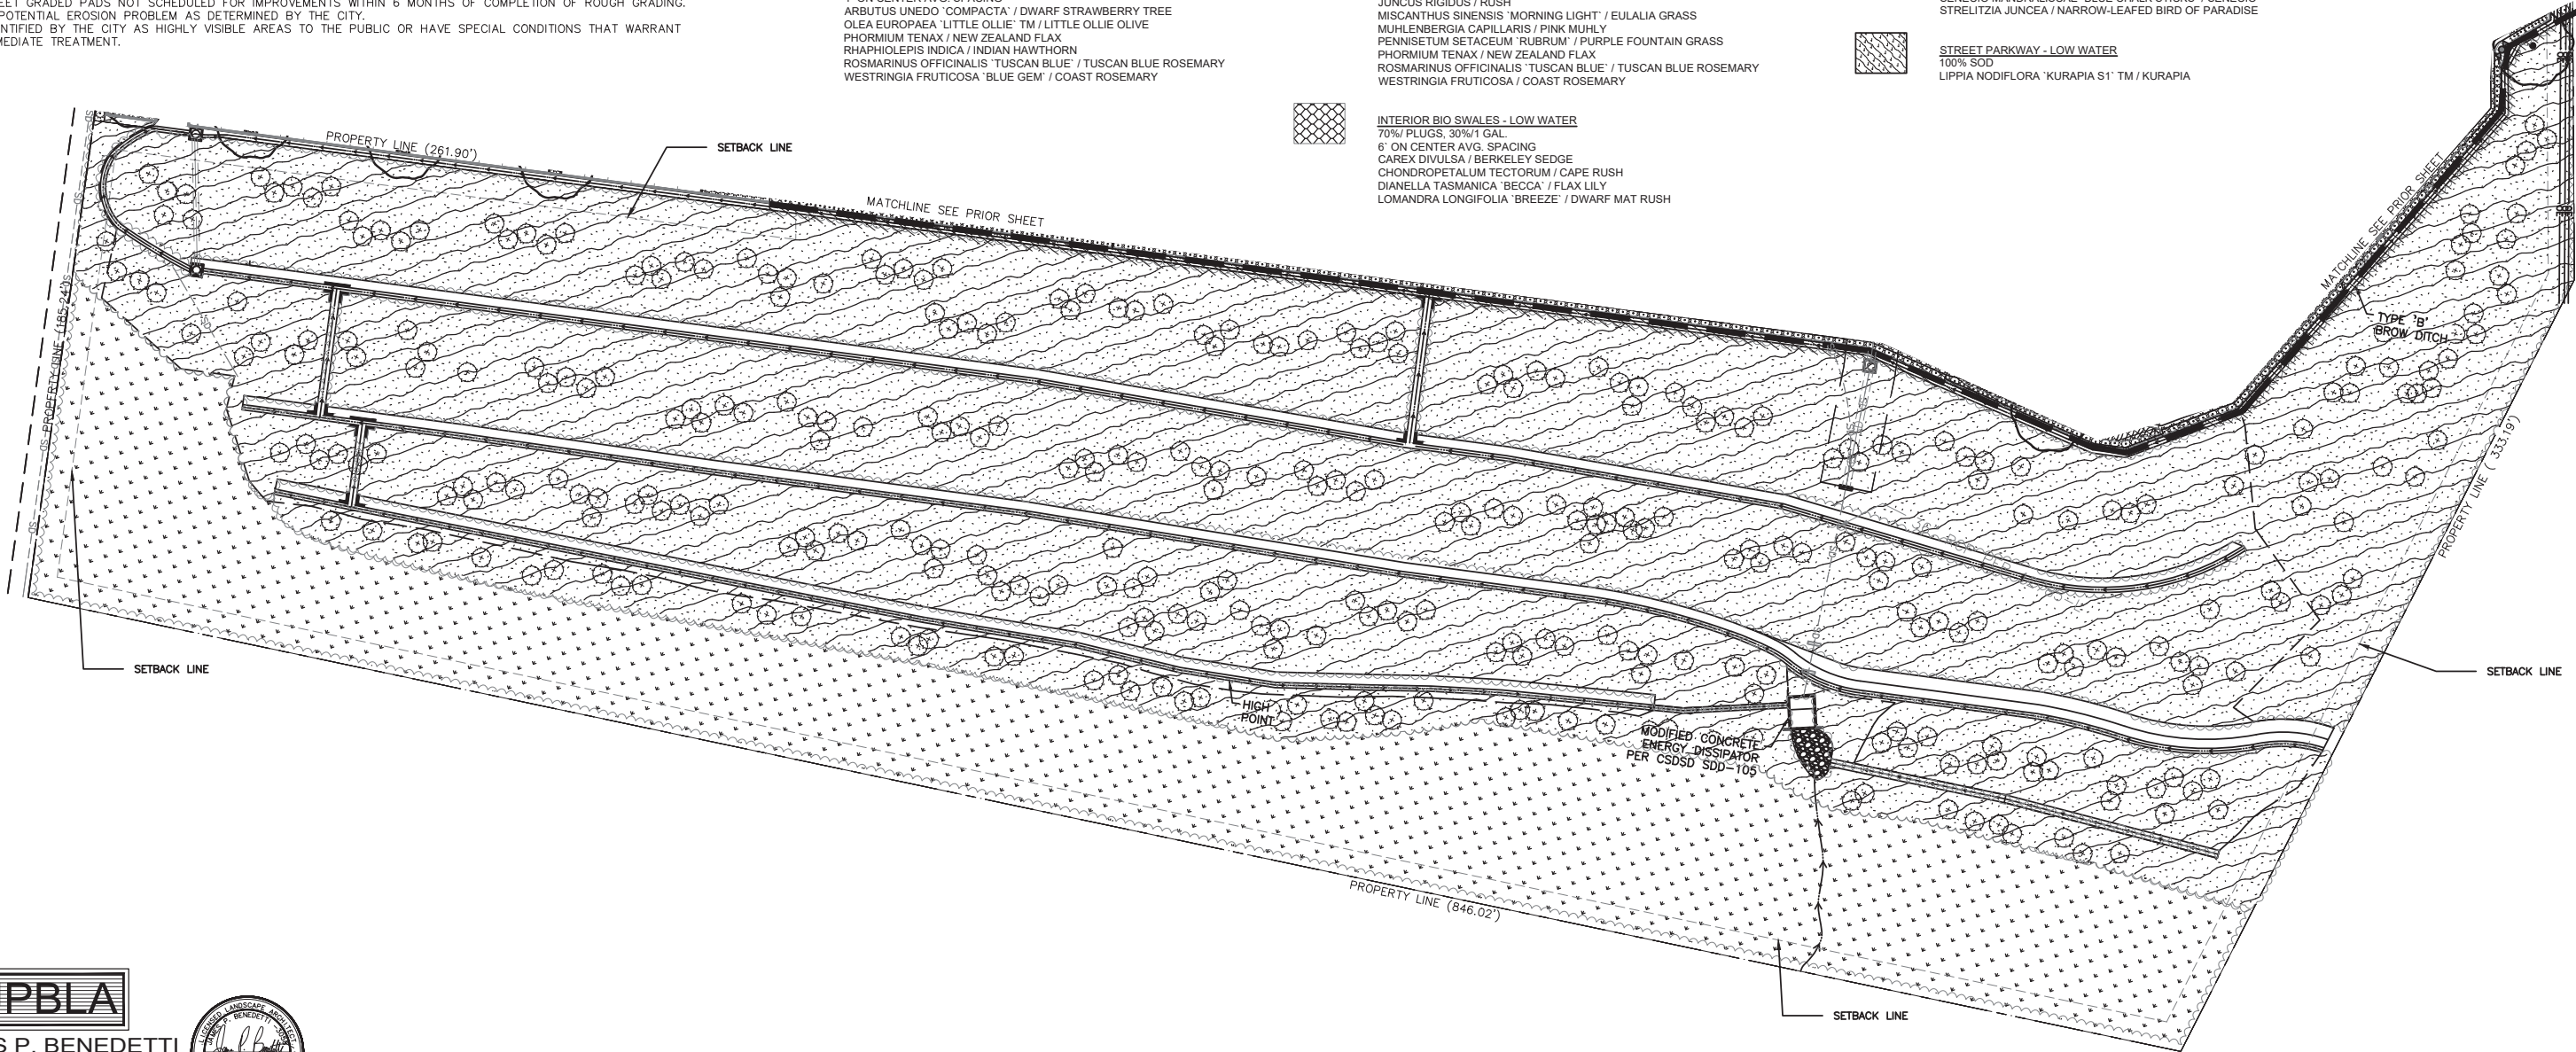 EET GRADED PADS NOT SCHEDULED FOR IMPROVEMENTS WITHIN 6 MONTHS OF COMPLETION OF ROUGH GRADING.
POTENTIAL EROSION PROBLEM AS DETERMINED BY THE CITY.
NTIFIED BY THE CITY AS HIGHLY VISIBLE AREAS TO THE PUBLIC OR HAVE SPECIAL CONDITIONS THAT WARRANT
MEDIATE TREATMENT.
ARBUTUS UNEDO `COMPACTA` / DWARF STRAWBERRY TREE
OLEA EUROPAEA `LITTLE OLLIE` TM / LITTLE OLLIE OLIVE
PHORMIUM TENAX / NEW ZEALAND FLAX
RHAPHIOLEPIS INDICA / INDIAN HAWTHORN
ROSMARINUS OFFICINALIS `TUSCAN BLUE` / TUSCAN BLUE ROSEMARY
WESTRINGIA FRUTICOSA `BLUE GEM` / COAST ROSEMARY
JUNCUS RIGIDUS / RUSH
MISCANTHUS SINENSIS `MORNING LIGHT` / EULALIA GRASS
MUHLENBERGIA CAPILLARIS / PINK MUHLY
PENNISETUM SETACEUM `RUBRUM` / PURPLE FOUNTAIN GRASS
PHORMIUM TENAX / NEW ZEALAND FLAX
ROSMARINUS OFFICINALIS `TUSCAN BLUE` / TUSCAN BLUE ROSEMARY
WESTRINGIA FRUTICOSA / COAST ROSEMARY
INTERIOR BIO SWALES - LOW WATER
70%/ PLUGS, 30%/1 GAL.
6` ON CENTER AVG. SPACING
CAREX DIVULSA / BERKELEY SEDGE
CHONDROPETALUM TECTORUM / CAPE RUSH
DIANELLA TASMANICA `BECCA` / FLAX LILY
LOMANDRA LONGIFOLIA `BREEZE` / DWARF MAT RUSH
STRELITZIA JUNCEA / NARROW-LEAFED BIRD OF PARADISE
STREET PARKWAY - LOW WATER
100% SOD
LIPPIA NODIFLORA `KURAPIA S1` TM / KURAPIA
PROPERTY LINE (261.90')
SETBACK LINE
MATCHLINE SEE PRIOR SHEET
MATCHLINE SEE PRIOR SHEET
TYPE 'B'
BROW DITCH
PROPERTY LINE (185.24')
PROPERTY LINE ( 333.19')
SETBACK LINE
SETBACK LINE
HIGH
POINT
MODIFIED CONCRETE
ENERGY DISSIPATOR
PER CSDSD SDD-105
PROPERTY LINE (846.02')
SETBACK LINE
PBLA
S P. BENEDETTI
LICENSED LANDSCAPE ARCHITECT
JAMES P. BENEDETTI